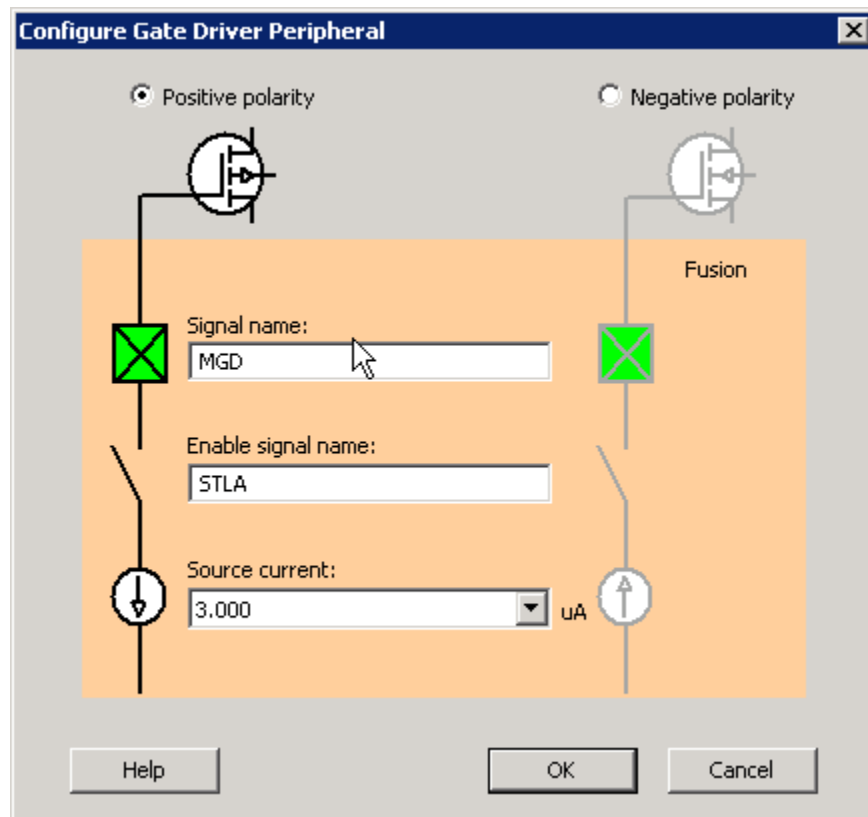 Configure Gate Driver Peripheral
Positive polarity
Negative polarity
Fusion
Signal name:
MGD
Enable signal name:
STLA
Source current:
3.000
uA
Help
OK
Cancel